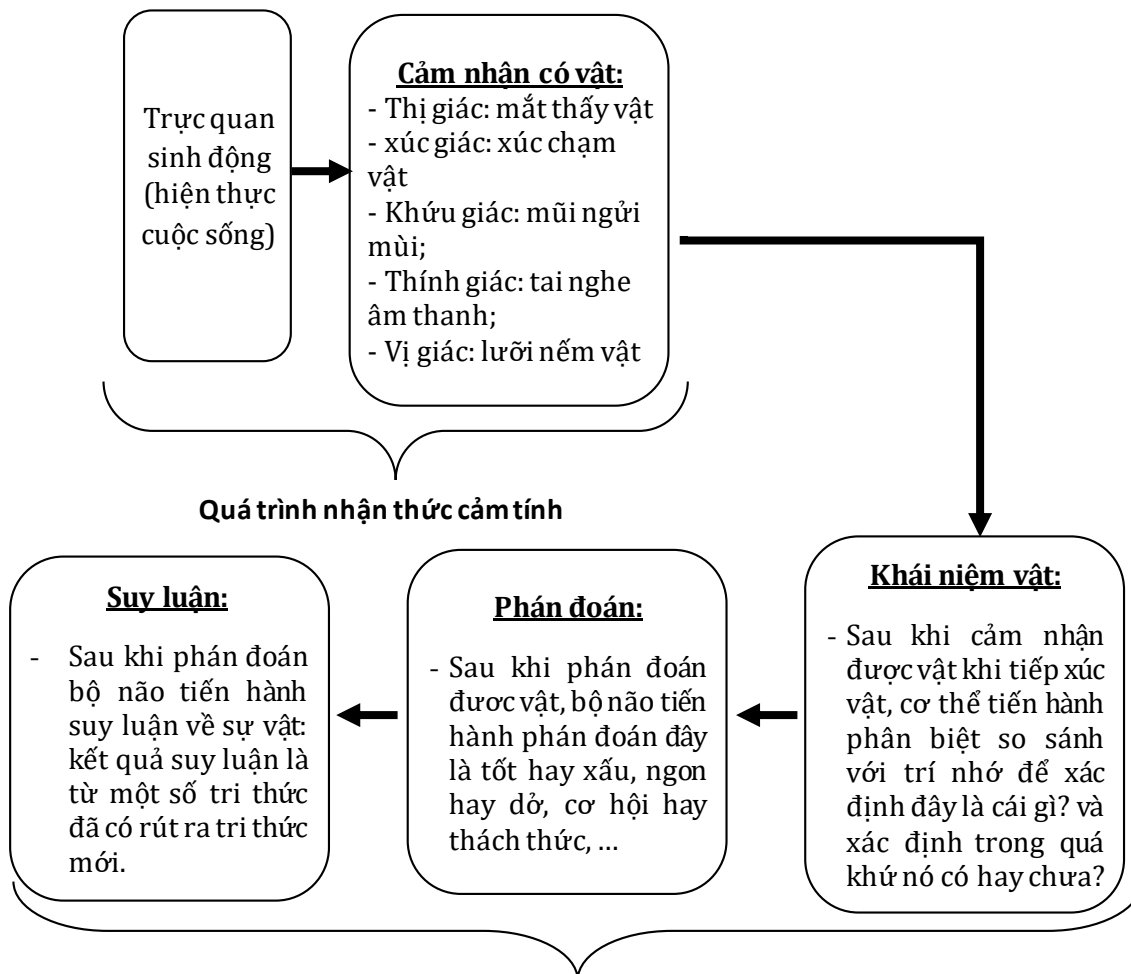 Trực quan
sinh động
(hiện thực
cuộc sống)
Cảm nhận có vật:
- Thị giác: mắt thấy vật
- xúc giác: xúc chạm
vật
- Khứu giác: mũi ngửi
mùi;
- Thính giác: tai nghe
âm thanh;
- Vị giác: lưỡi nếm vật
Quá trình nhận thức cảm tính
Khái niệm vật:
- Sau khi cảm nhận
được vật khi tiếp xúc
vật, cơ thể tiến hành
phân biệt so sánh
với trí nhớ để xác
định đây là cái gì? và
xác định trong quá
khứ nó có hay chưa?
Phán đoán:
- Sau khi phán đoán
đươc vật, bộ não tiến
hành phán đoán đây
là tốt hay xấu, ngon
hay dở, cơ hội hay
thách thức, ...
Suy luận:
- Sau khi phán đoán
bộ não tiến hành
suy luận về sự vật:
kết quả suy luận là
từ một số tri thức
đã có rút ra tri thức
mới.